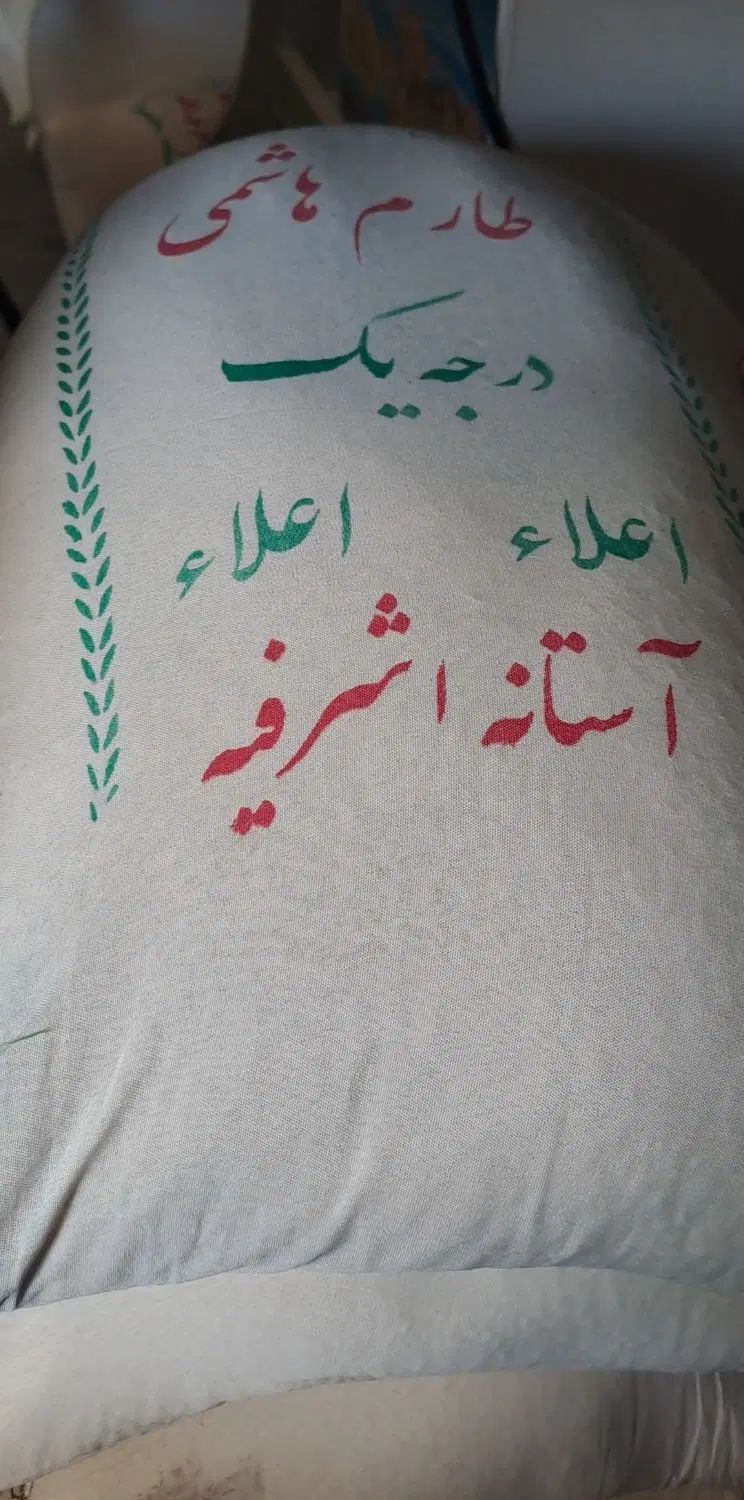 طارم هاشمی
درجه یک
اعلاء اعلاء
آستانه اشرفیه